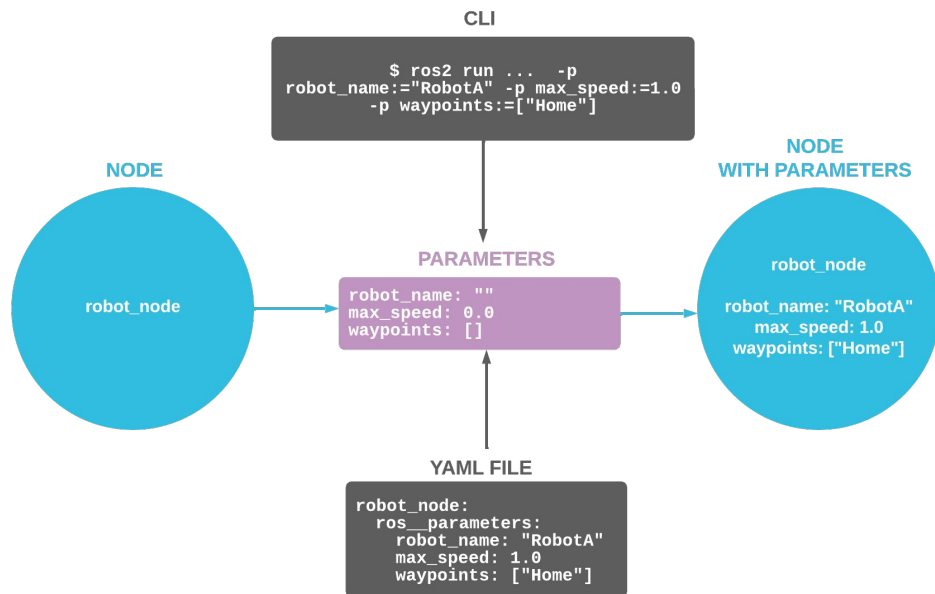 CLI
$ ros2 run ... -p
robot_name:="RobotA" -p max_speed:=1.0
-p waypoints:=["Home"]
NODE
robot_node
PARAMETERS
robot_name: ""
max_speed: 0.0
waypoints: []
NODE
WITH PARAMETERS
robot_node
robot_name: "RobotA"
max_speed: 1.0
waypoints: ["Home"]
YAML FILE
robot_node:
ros__parameters:
robot_name: "RobotA"
max_speed: 1.0
waypoints: ["Home"]